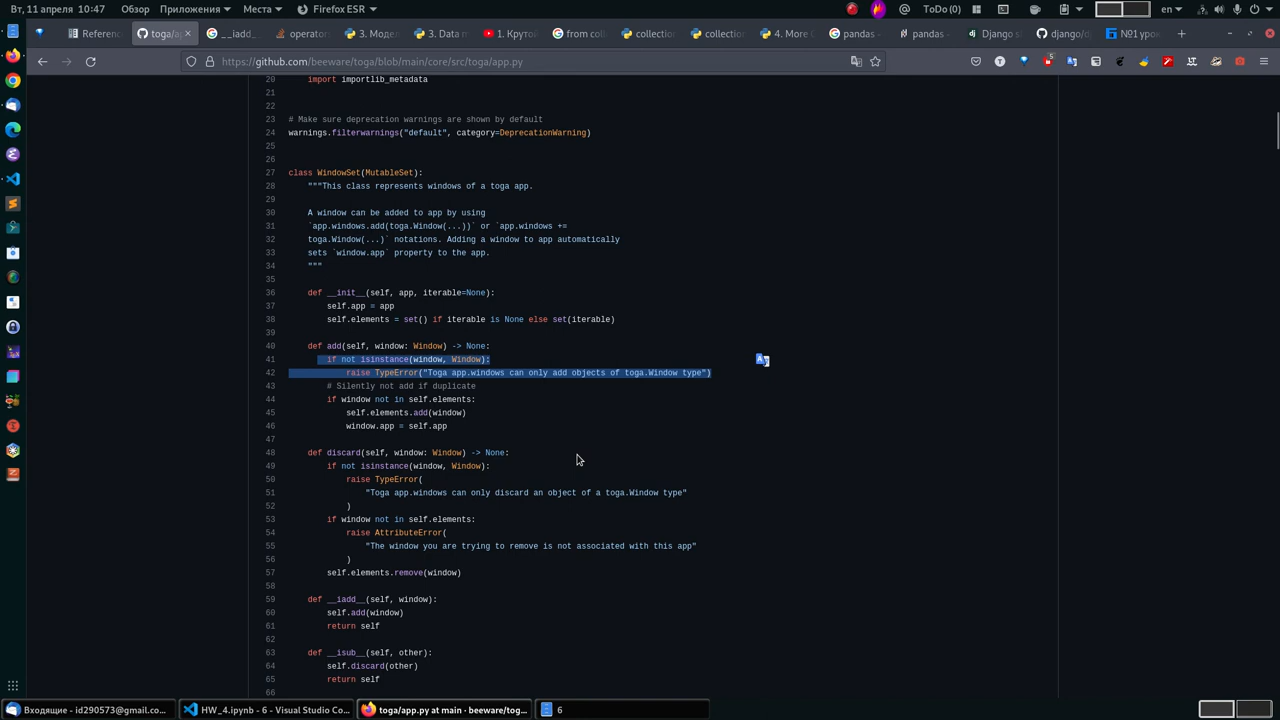 Вт, 11 апреля 10:47 Обзор Приложения Места Firefox ESR ToDo (0) en
Referenc toga/ap × __iadd_ operator 3. Модел 3. Data m 1. Крутой from coll collection collection 4. More C pandas - pandas - Django s django/d №1 урок +
https://github.com/beeware/toga/blob/main/core/src/toga/app.py
20 import importlib_metadata
21
22
23 # Make sure deprecation warnings are shown by default
24 warnings.filterwarnings("default", category=DeprecationWarning)
25
26
27 class WindowSet(MutableSet):
28 """This class represents windows of a toga app.
29
30 A window can be added to app by using
31 `app.windows.add(toga.Window(...))` or `app.windows +=
32 toga.Window(...)` notations. Adding a window to app automatically
33 sets `window.app` property to the app.
34 """
35
36 def __init__(self, app, iterable=None):
37 self.app = app
38 self.elements = set() if iterable is None else set(iterable)
39
40 def add(self, window: Window) -> None:
41 if not isinstance(window, Window):
42 raise TypeError("Toga app.windows can only add objects of toga.Window type")
43 # Silently not add if duplicate
44 if window not in self.elements:
45 self.elements.add(window)
46 window.app = self.app
47
48 def discard(self, window: Window) -> None:
49 if not isinstance(window, Window):
50 raise TypeError(
51 "Toga app.windows can only discard an object of a toga.Window type"
52 )
53 if window not in self.elements:
54 raise AttributeError(
55 "The window you are trying to remove is not associated with this app"
56 )
57 self.elements.remove(window)
58
59 def __iadd__(self, window):
60 self.add(window)
61 return self
62
63 def __isub__(self, other):
64 self.discard(other)
65 return self
66
Входящие - id290573@gmail.co... HW_4.ipynb - 6 - Visual Studio Co... toga/app.py at main · beeware/tog... 6